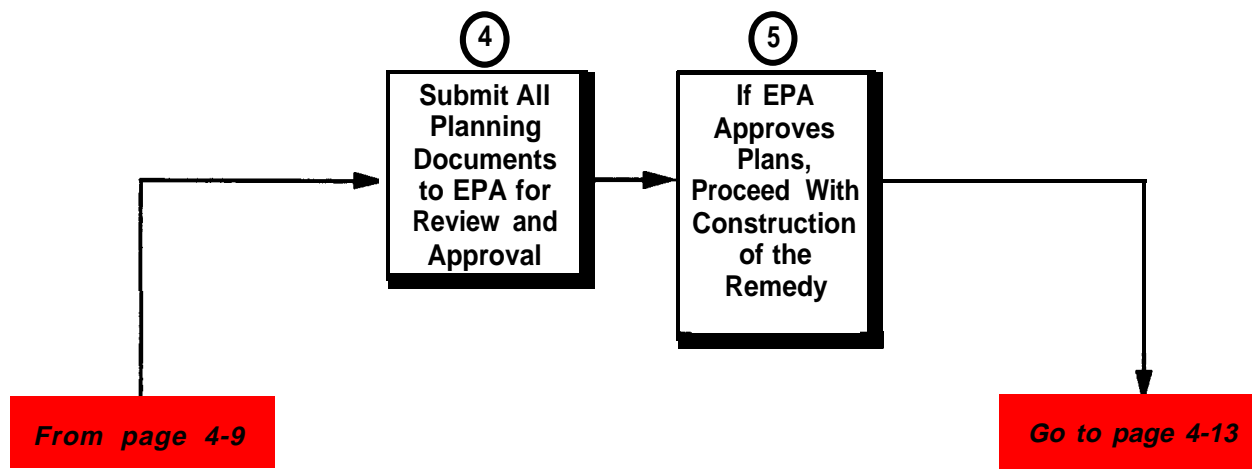 4
Submit All
Planning
Documents
to EPA for
Review and
Approval
5
If EPA
Approves
Plans,
Proceed With
Construction
of the
Remedy
From page 4-9
Go to page 4-13